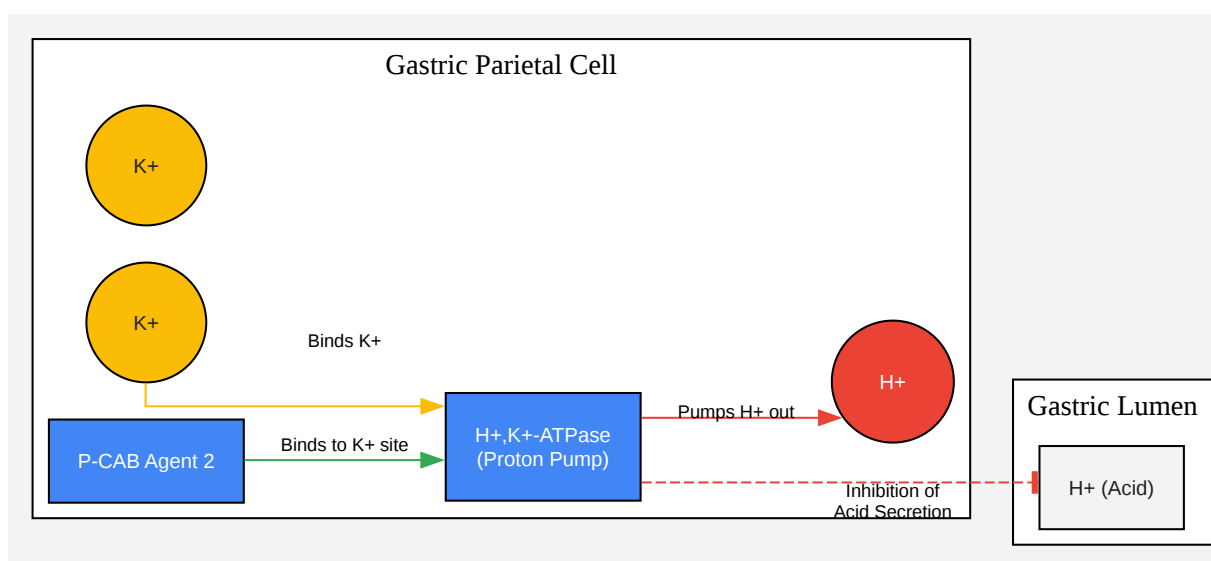 Gastric Parietal Cell
K+
K+
Binds K+
H+
Pumps H+ out
Gastric Lumen
P-CAB Agent 2
Binds to K+ site
H+,K+-ATPase
(Proton Pump)
H+ (Acid)
Inhibition of
Acid Secretion